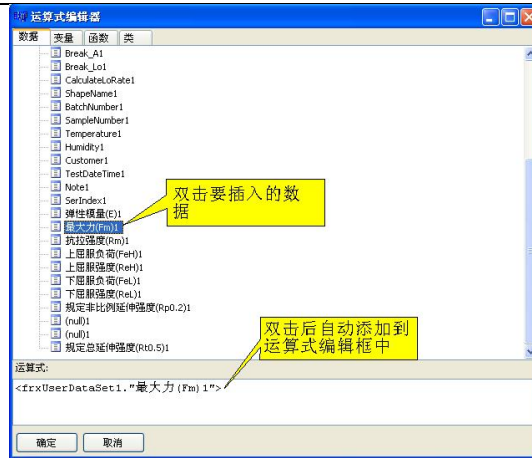 运算式编辑器
数据 变量 函数 类
Break_A1
Break_Lo1
CalculateLoRate1
ShapeName1
BatchNumber1
SampleNumber1
Temperature1
Humidity1
Customer1
TestDateTime1
Note1
SerIndex1
弹性模量(E)1
最大力(Fm)1
抗拉强度(Rm)1
上屈服负荷(FeH)1
上屈服强度(ReH)1
下屈服负荷(FeL)1
下屈服强度(ReL)1
规定非比例延伸强度(Rp0.2)1
(null)1
(null)1
规定总延伸强度(Rt0.5)1
双击要插入的数
据
双击后自动添加到
运算式编辑框中
运算式:
<frxUserDataSet1."最大力(Fm)1">
确定 取消